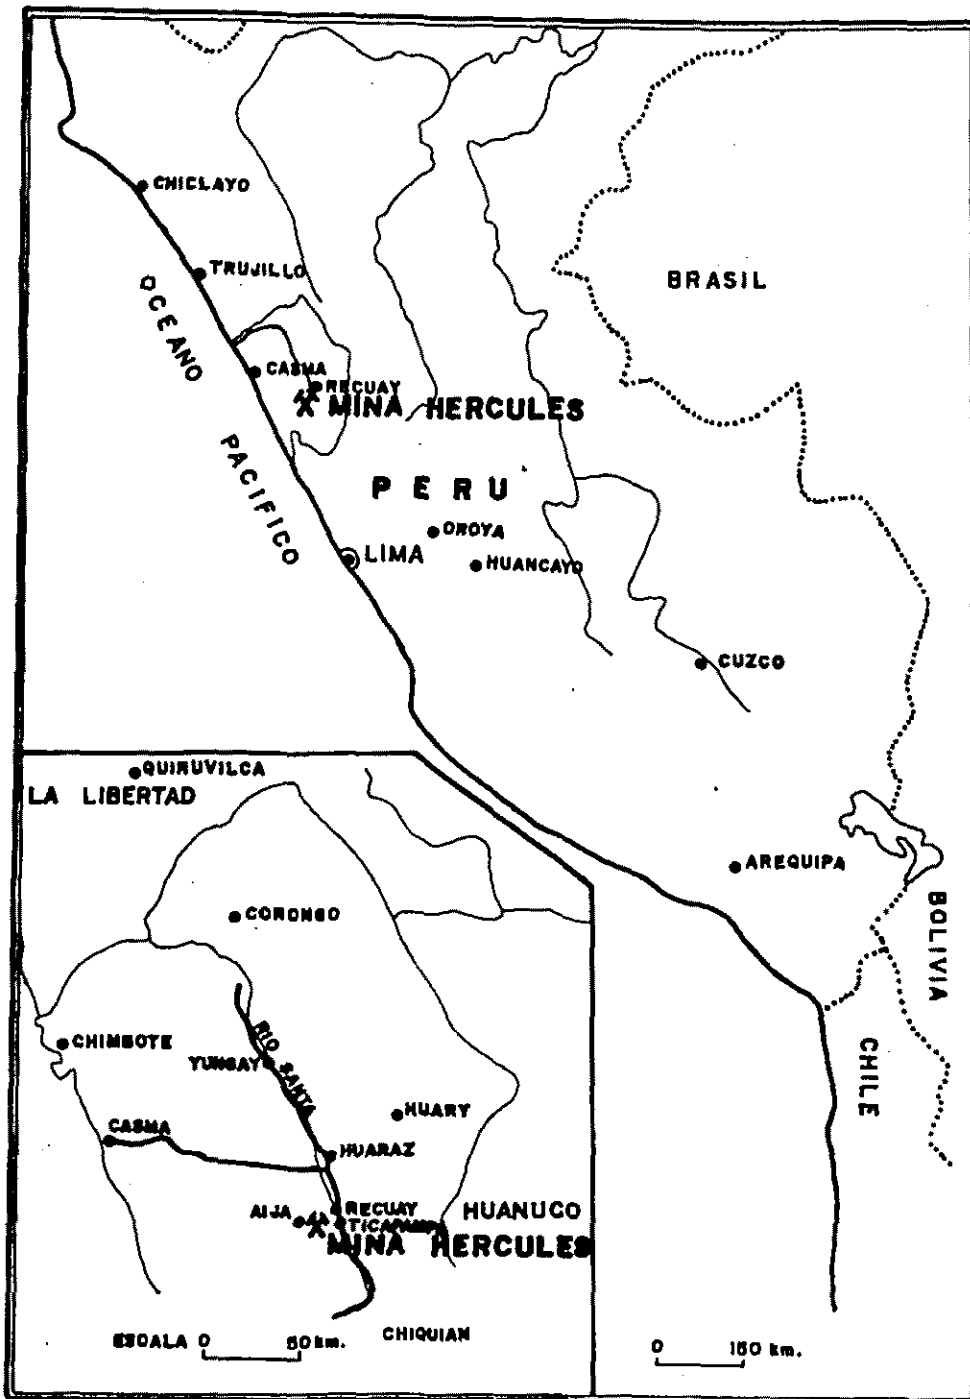 CHICLAYO
TRUJILLO
BRASIL
OCEANO PACIFICO
CASMA
RECUAY
MINA HERCULES
PERU
OROYA
LIMA
HUANCAYO
CUZCO
QUIRUVILCA
LA LIBERTAD
AREQUIPA
BOLIVIA
CORONGO
CHILE
CHIMBOTE
RIO SANTA
YUNGAY
HUARY
CASMA
HUARAZ
AIJA
RECUAY
HUANUCO
TICAPAMPA
MINA HERCULES
CHIQUIAN
ESCALA 0 50 km.
0 150 km.